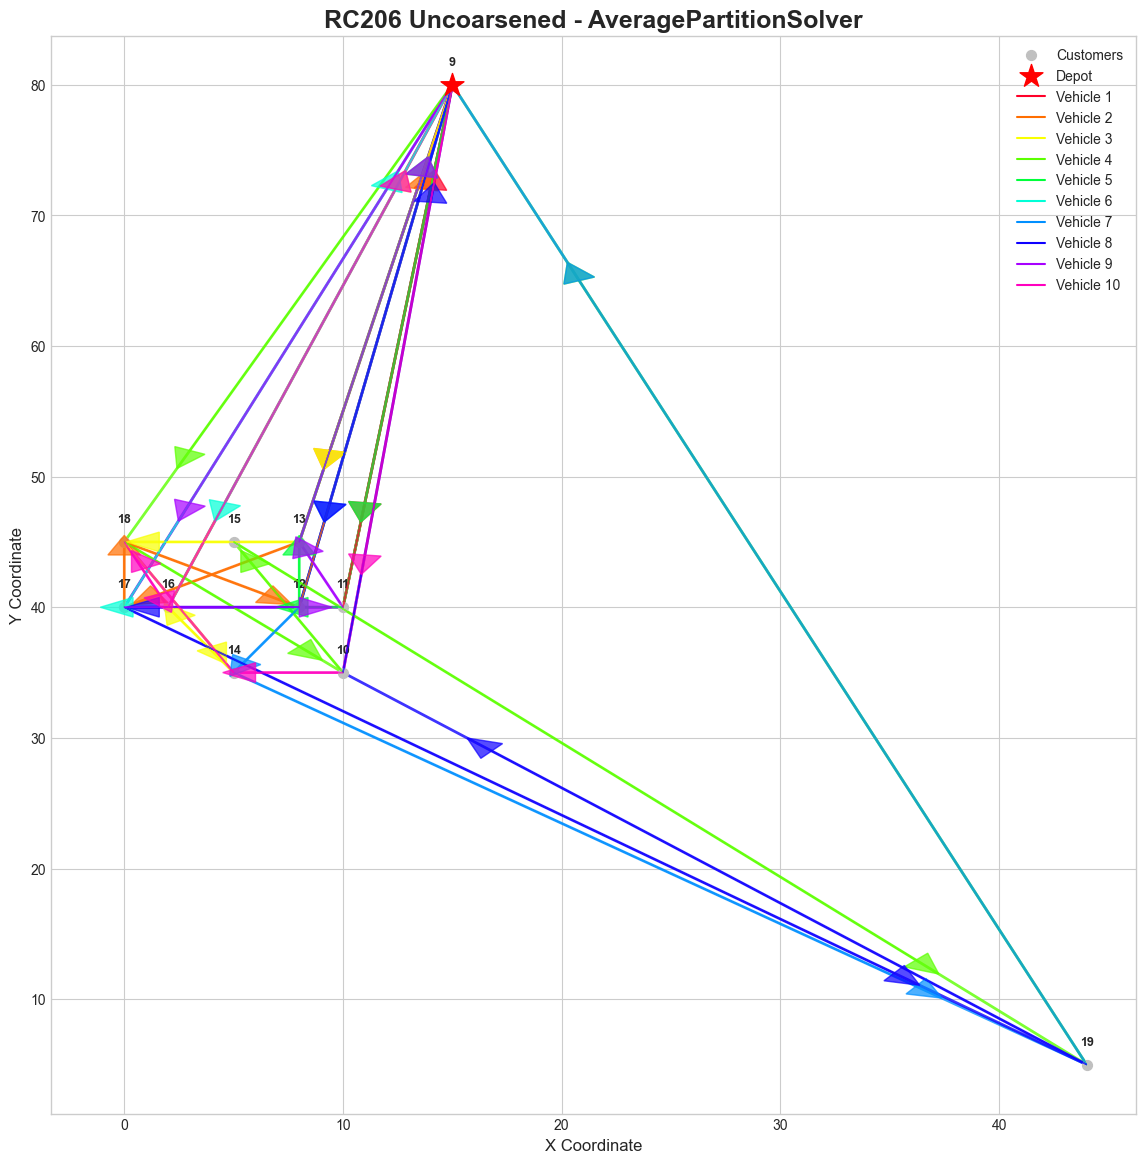 RC206 Uncoarsened - AveragePartitionSolver
Customers
Depot
Vehicle 1
Vehicle 2
Vehicle 3
Vehicle 4
Vehicle 5
Vehicle 6
Vehicle 7
Vehicle 8
Vehicle 9
Vehicle 10
9
18 15 13
17 16 12 11
14 10
19
80
70
60
50
40
30
20
10
Y Coordinate
0 10 20 30 40
X Coordinate